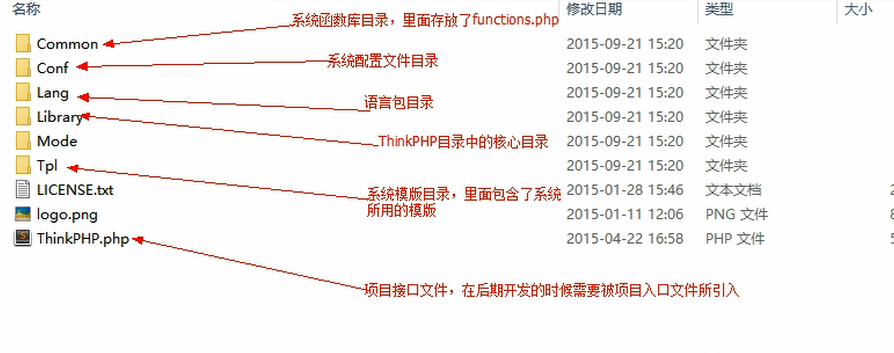 名称 修改日期 类型 大小
系统函数库目录，里面存放了functions.php
Common 2015-09-21 15:20 文件夹
Conf 系统配置文件目录 2015-09-21 15:20 文件夹
Lang 语言包目录 2015-09-21 15:20 文件夹
Library 2015-09-21 15:20 文件夹
Mode ThinkPHP目录中的核心目录 2015-09-21 15:20 文件夹
Tpl 2015-09-21 15:20 文件夹
LICENSE.txt 系统模版目录，里面包含了系统 2015-01-28 15:46 文本文档
所用的模版
logo.png 2015-01-11 12:06 PNG 文件
ThinkPHP.php 2015-04-22 16:58 PHP 文件
项目接口文件，在后期开发的时候需要被项目入口文件所引入